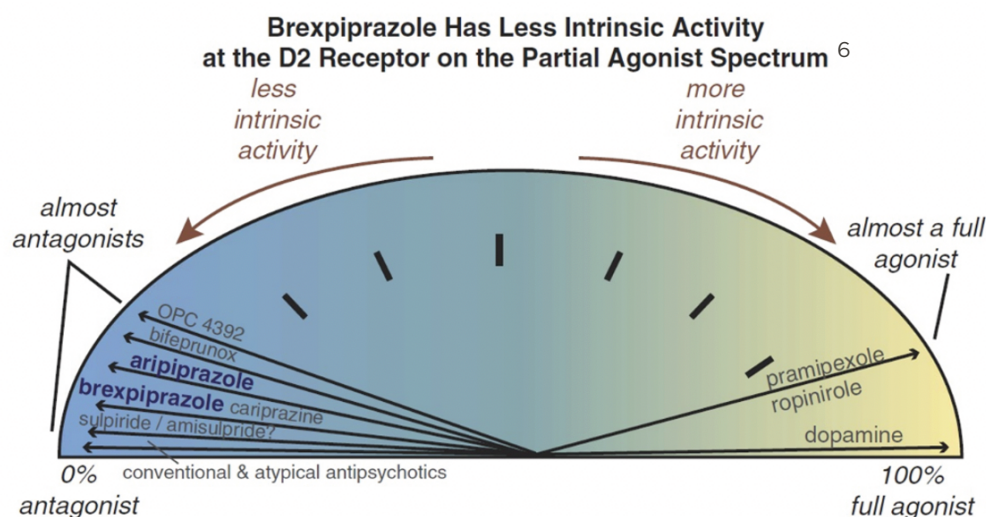 Brexpiprazole Has Less Intrinsic Activity
at the D2 Receptor on the Partial Agonist Spectrum 6
less
intrinsic
activity
more
intrinsic
activity
almost
antagonists
almost a full
agonist
OPC 4392
bifeprunox
aripiprazole
brexpiprazole cariprazine
sulpiride / amisulpride?
pramipexole
ropinirole
dopamine
0%
conventional & atypical antipsychotics
100%
antagonist
full agonist